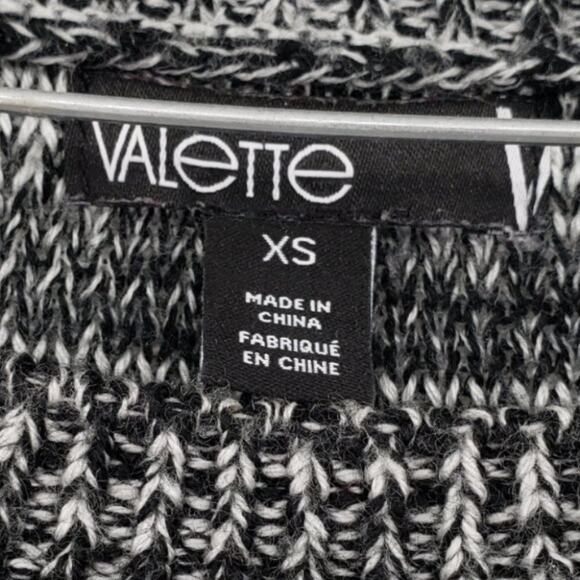 VALETTE
XS
MADE IN
CHINA
FABRIQUÉ
EN CHINE